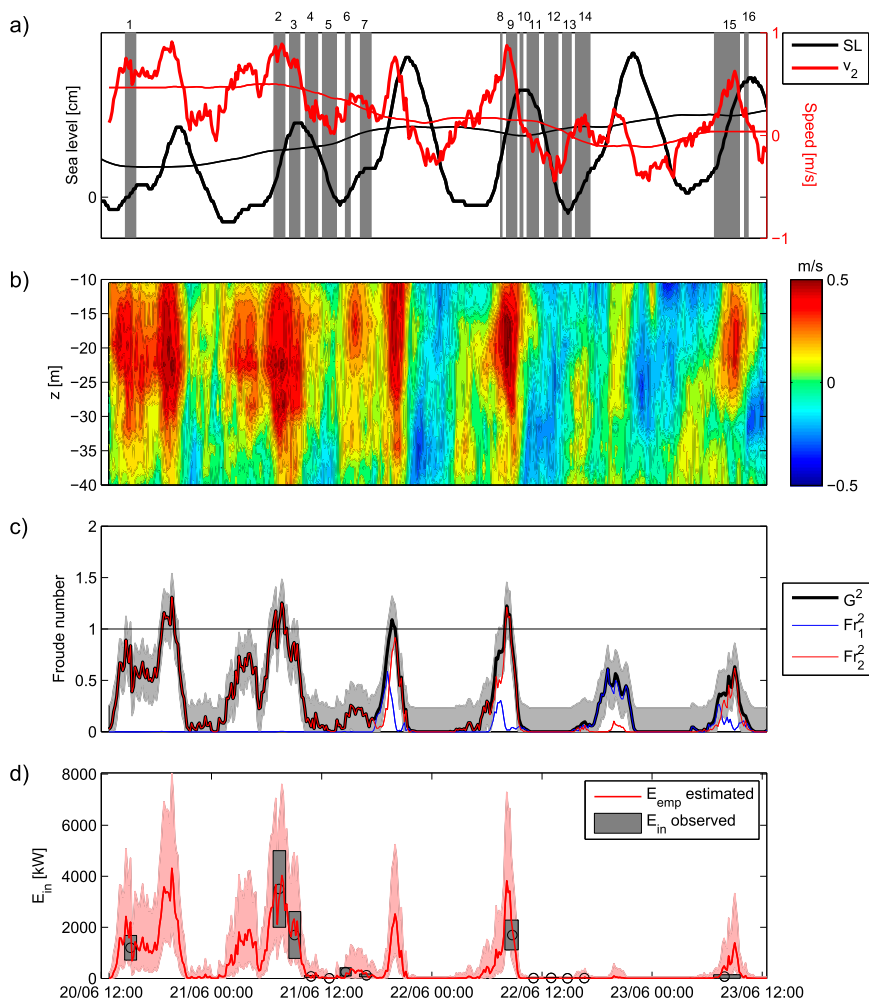 a)
1 2 3 4 5 6 7 8 9 10 11 12 13 14 15 16
Sea level [cm]
0
1
0
−1
Speed [m/s]
SL
v2
b)
z [m]
−10
−15
−20
−25
−30
−35
−40
m/s
0.5
0
−0.5
c)
Froude number
2
1.5
1
0.5
0
G2
Fr12
Fr22
d)
Ein [kW]
8000
6000
4000
2000
0
Eemp estimated
Ein observed
20/06 12:00 21/06 00:00 21/06 12:00 22/06 00:00 22/06 12:00 23/06 00:00 23/06 12:00